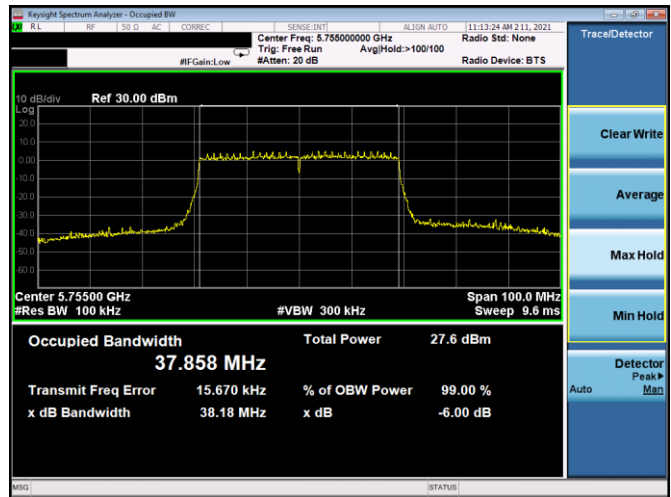 Keysight Spectrum Analyzer - Occupied BW
RL RF 50 Ω AC CORREC SENSE:INT ALIGN AUTO 11:13:24 AM 2 11, 2021
Center Freq: 5.755000000 GHz Radio Std: None
Trig: Free Run Avg|Hold:>100/100
#IFGain:Low #Atten: 20 dB Radio Device: BTS
Trace/Detector
10 dB/div Ref 30.00 dBm
Log
20.0
10.0
0.00
-10.0
-20.0
-30.0
-40.0
-50.0
-60.0
Center 5.75500 GHz Span 100.0 MHz
#Res BW 100 kHz #VBW 300 kHz Sweep 9.6 ms
Occupied Bandwidth Total Power 27.6 dBm
37.858 MHz
Transmit Freq Error 15.670 kHz % of OBW Power 99.00 %
x dB Bandwidth 38.18 MHz x dB -6.00 dB
Clear Write
Average
Max Hold
Min Hold
Detector
Peak▶
Auto Man
MSG STATUS